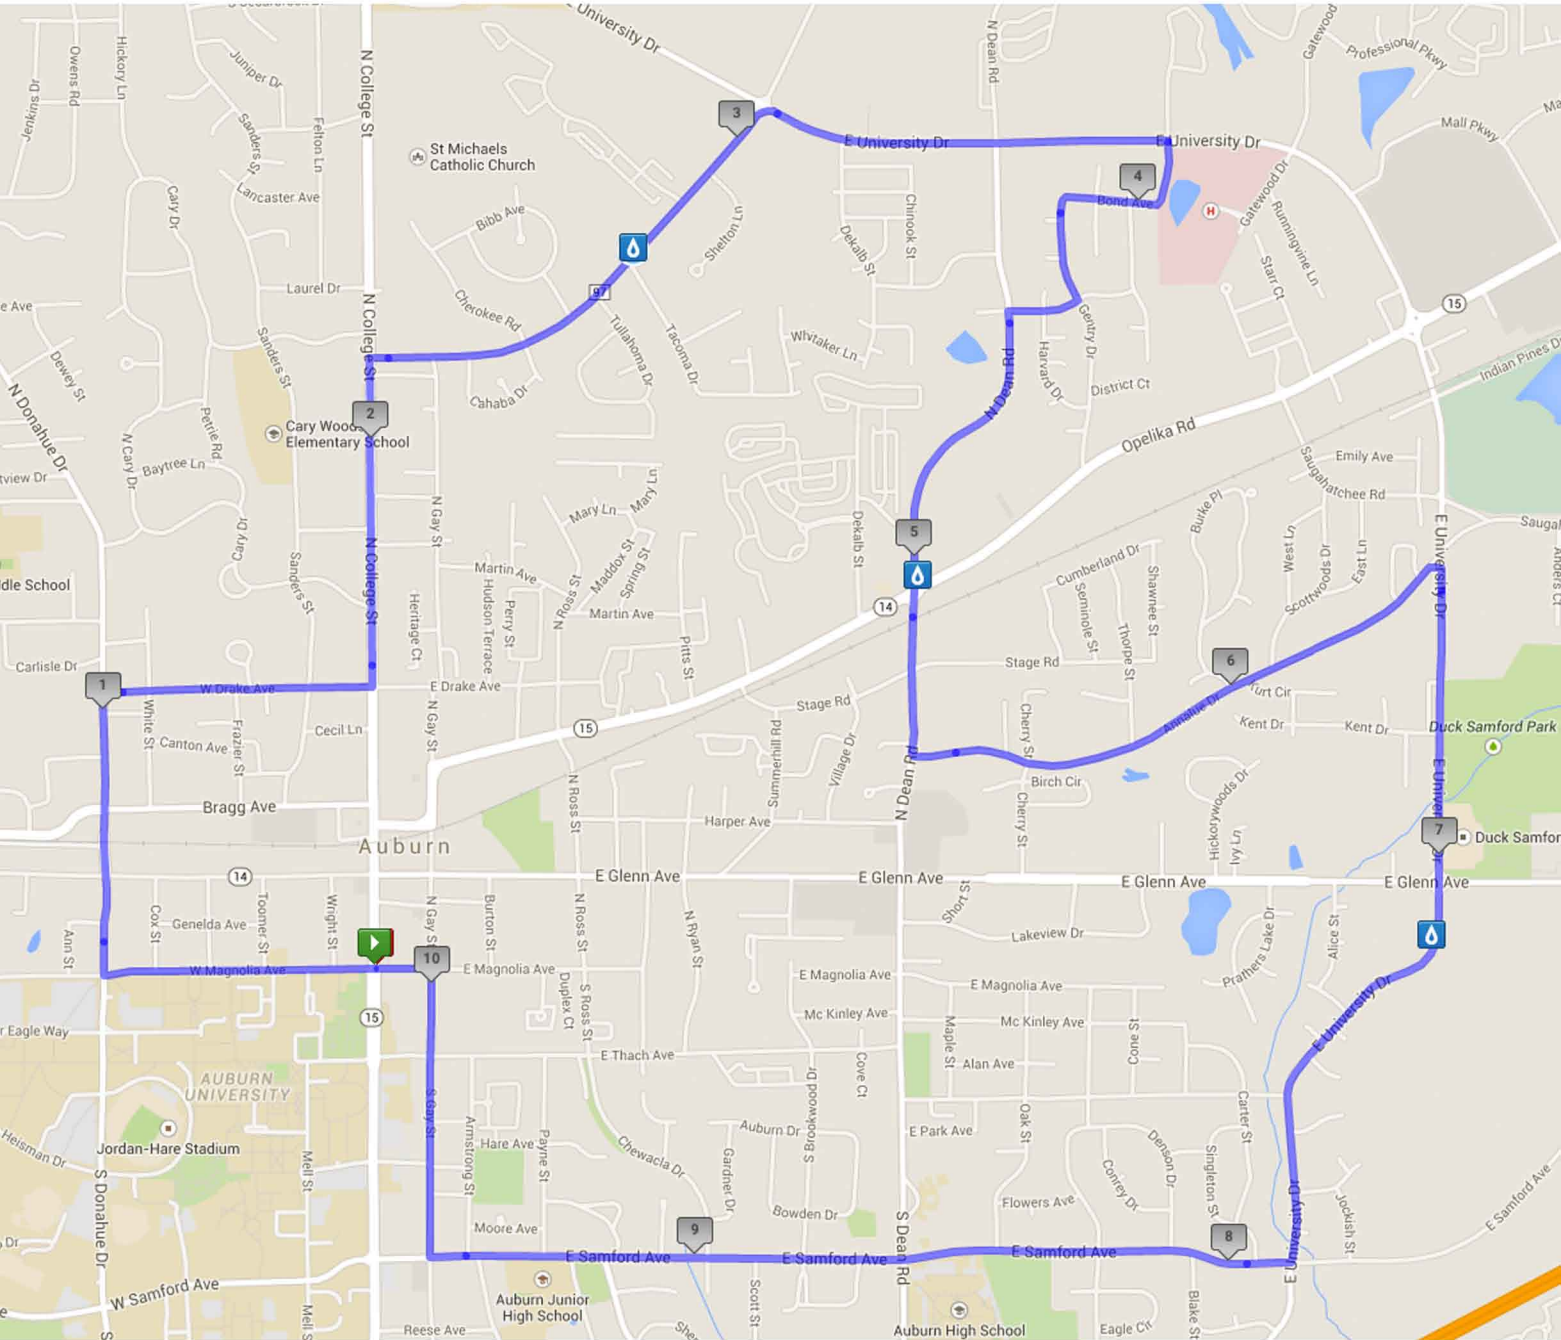 S Cedarbrook Dr
E University Dr
N Dean Rd
Gatewood
Professional Pkwy
Hickory Ln
Owens Rd
Jenkins Dr
Juniper Dr
N College St
Mall Pkwy
Ma
3
Sanders St
Felton Ln
St Michaels
Catholic Church
E University Dr
E University Dr
4
Lancaster Ave
Cary Dr
Bibb Ave
Shelton Ln
Chinook St
Dekalb St
Bond Ave
H
Gatewood Dr
Runningvine Ln
Starr Ct
Laurel Dr
97
e Ave
N College St
Cherokee Rd
Tullahoma Dr
Tacoma Dr
Whitaker Ln
Gentry Dr
15
Dewey St
Sanders St
N Dean Rd
Harvard Dr
Indian Pines Dr
N Donahue Dr
Petrie Rd
Cahaba Dr
District Ct
2
Cary Woods
Elementary School
Opelika Rd
N Cary Dr
Baytree Ln
tview Dr
Mary Ln
Mary Ln
Emily Ave
Saugahatchee Rd
N Gay St
Burke Pl
Cary Dr
Dekalb St
5
E University Dr
Saugah
N College St
Maddox St
Spring St
West Ln
Scottwoods Dr
East Ln
Anders Ct
Martin Ave
Cumberland Dr
ddle School
Sanders St
Heritage Ct
Hudson Terrace
Perry St
N Ross St
Martin Ave
14
Seminole St
Shawnee St
Thorpe St
Pitts St
Carlisle Dr
1
W Drake Ave
E Drake Ave
Stage Rd
6
Kurt Cir
Annalue Dr
White St
Canton Ave
Frazier St
Cecil Ln
N Gay St
15
Stage Rd
Summerhill Rd
Village Dr
N Dean Rd
Cherry St
Kent Dr
Kent Dr
Duck Samford Park
E University Dr
Bragg Ave
N Ross St
Birch Cir
Cherry St
Hickorywoods Dr
Ivy Ln
Harper Ave
7
Duck Samfor
Auburn
14
E Glenn Ave
E Glenn Ave
E Glenn Ave
E Glenn Ave
Ann St
Cox St
Genelda Ave
Toomer St
Wright St
N Gay St
Burton St
N Ross St
N Ryan St
Short St
Lakeview Dr
Prathers Lake Dr
Alice St
10
W Magnolia Ave
E Magnolia Ave
E Magnolia Ave
E Magnolia Ave
Duplex Ct
S Ross St
15
Mc Kinley Ave
Mc Kinley Ave
E University Dr
r Eagle Way
E Thach Ave
Cove Ct
Maple St
Alan Ave
Comer St
AUBURN
UNIVERSITY
S Gay St
S Brookwood Dr
Jordan-Hare Stadium
Heisman Dr
Mell St
Armstrong St
Hare Ave
Payne St
Chewacla Dr
Auburn Dr
Gardner Dr
E Park Ave
Oak St
Carter St
Denson Dr
Conrey Dr
Singleton St
S Donahue Dr
Moore Ave
9
Bowden Dr
S Dean Rd
Flowers Ave
8
E University Dr
Jockish St
E Samford Ave
Dr
E Samford Ave
E Samford Ave
E Samford Ave
W Samford Ave
Auburn Junior
High School
Mell S
Scott St
Reese Ave
Auburn High School
Eagle Cir
Blake St